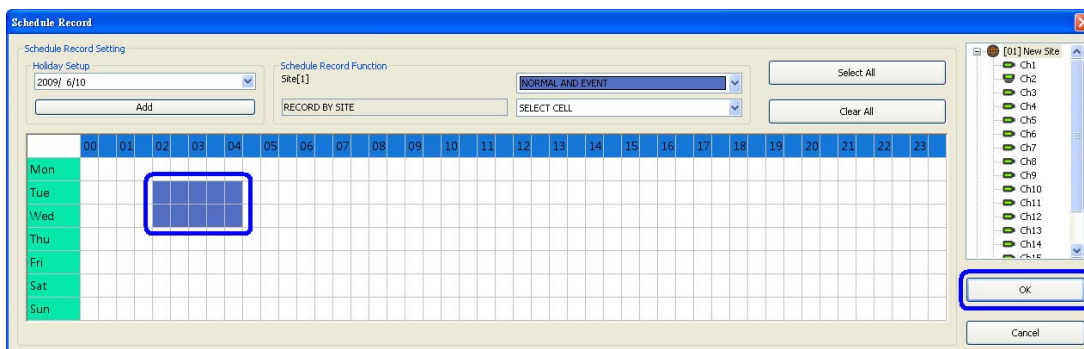 Schedule Record
Schedule Record Setting
Holiday Setup
2009/ 6/10
Add
Schedule Record Function
Site[1]
NORMAL AND EVENT
RECORD BY SITE
SELECT CELL
Select All
Clear All
00 01 02 03 04 05 06 07 08 09 10 11 12 13 14 15 16 17 18 19 20 21 22 23
Mon
Tue
Wed
Thu
Fri
Sat
Sun
[01] New Site
Ch1
Ch2
Ch3
Ch4
Ch5
Ch6
Ch7
Ch8
Ch9
Ch10
Ch11
Ch12
Ch13
Ch14
Ch15
OK
Cancel